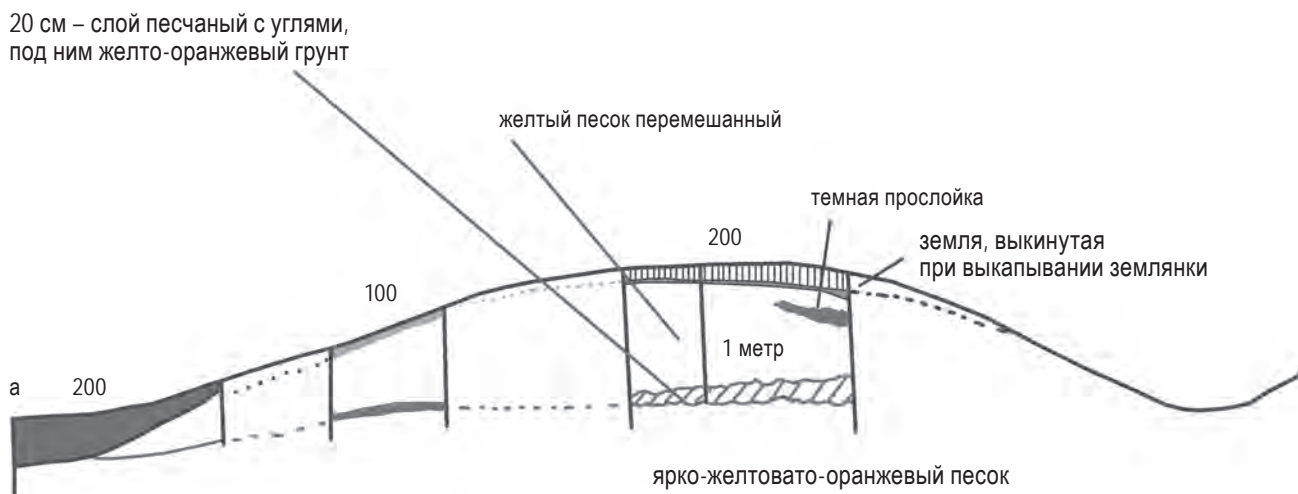 20 см – слой песчаный с углями,
под ним желто-оранжевый грунт
желтый песок перемешанный
темная прослойка
200
земля, выкинутая
при выкапывании землянки
100
1 метр
а 200
ярко-желтовато-оранжевый песок